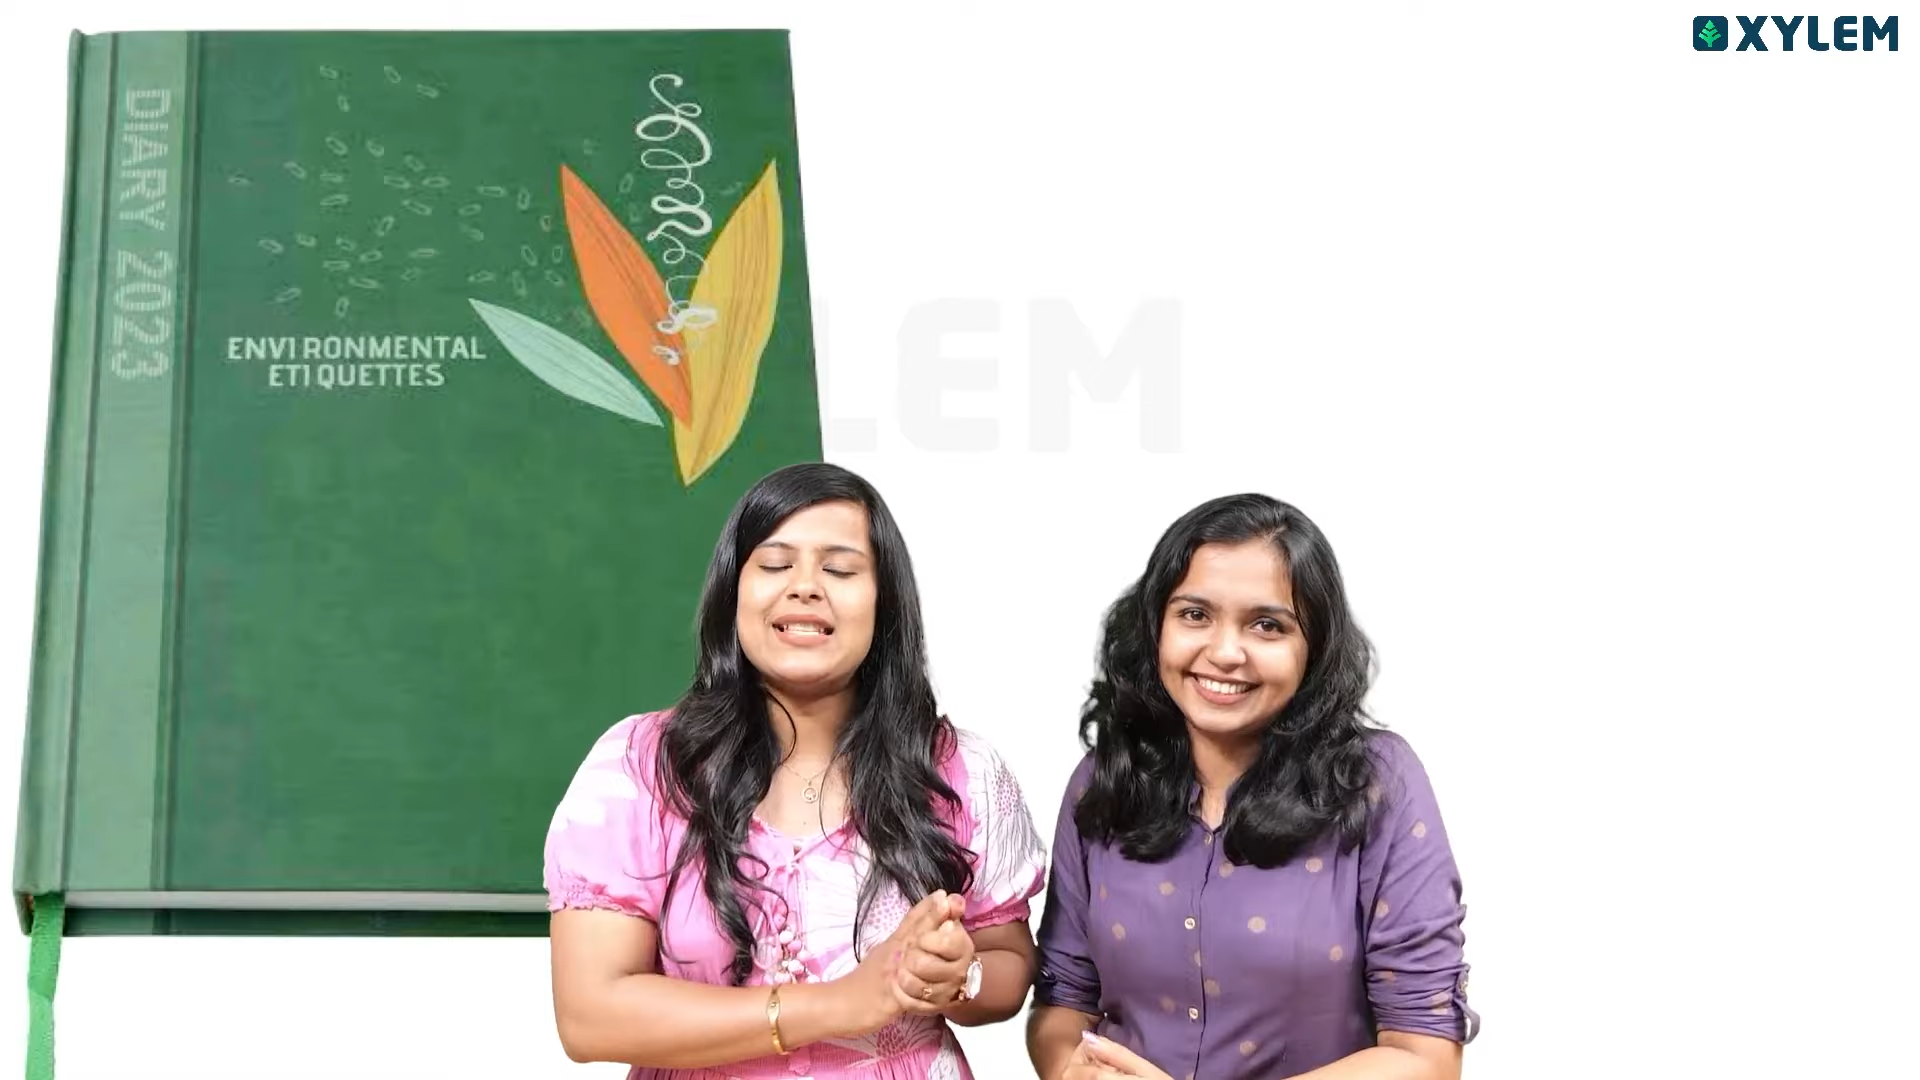 XYLEM
DIARY 2023
ENVIRONMENTAL
ETIQUETTES
LEM